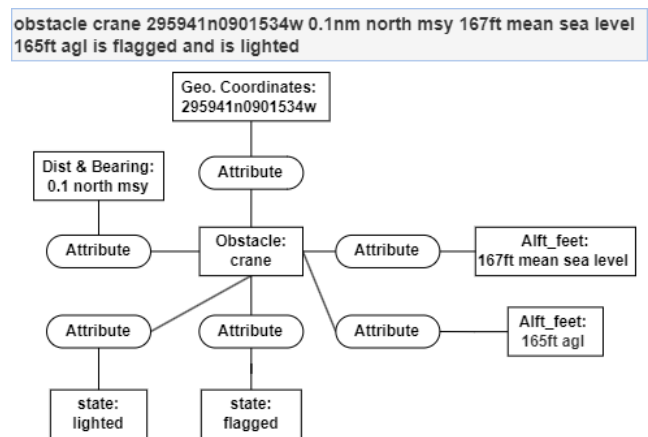 obstacle crane 295941n0901534w 0.1nm north msy 167ft mean sea level
165ft agl is flagged and is lighted
Geo. Coordinates:
295941n0901534w
Attribute
Dist & Bearing:
0.1 north msy
Attribute
Obstacle:
crane
Attribute
Alft_feet:
167ft mean sea level
Attribute
Attribute
Attribute
Alft_feet:
165ft agl
state:
lighted
state:
flagged